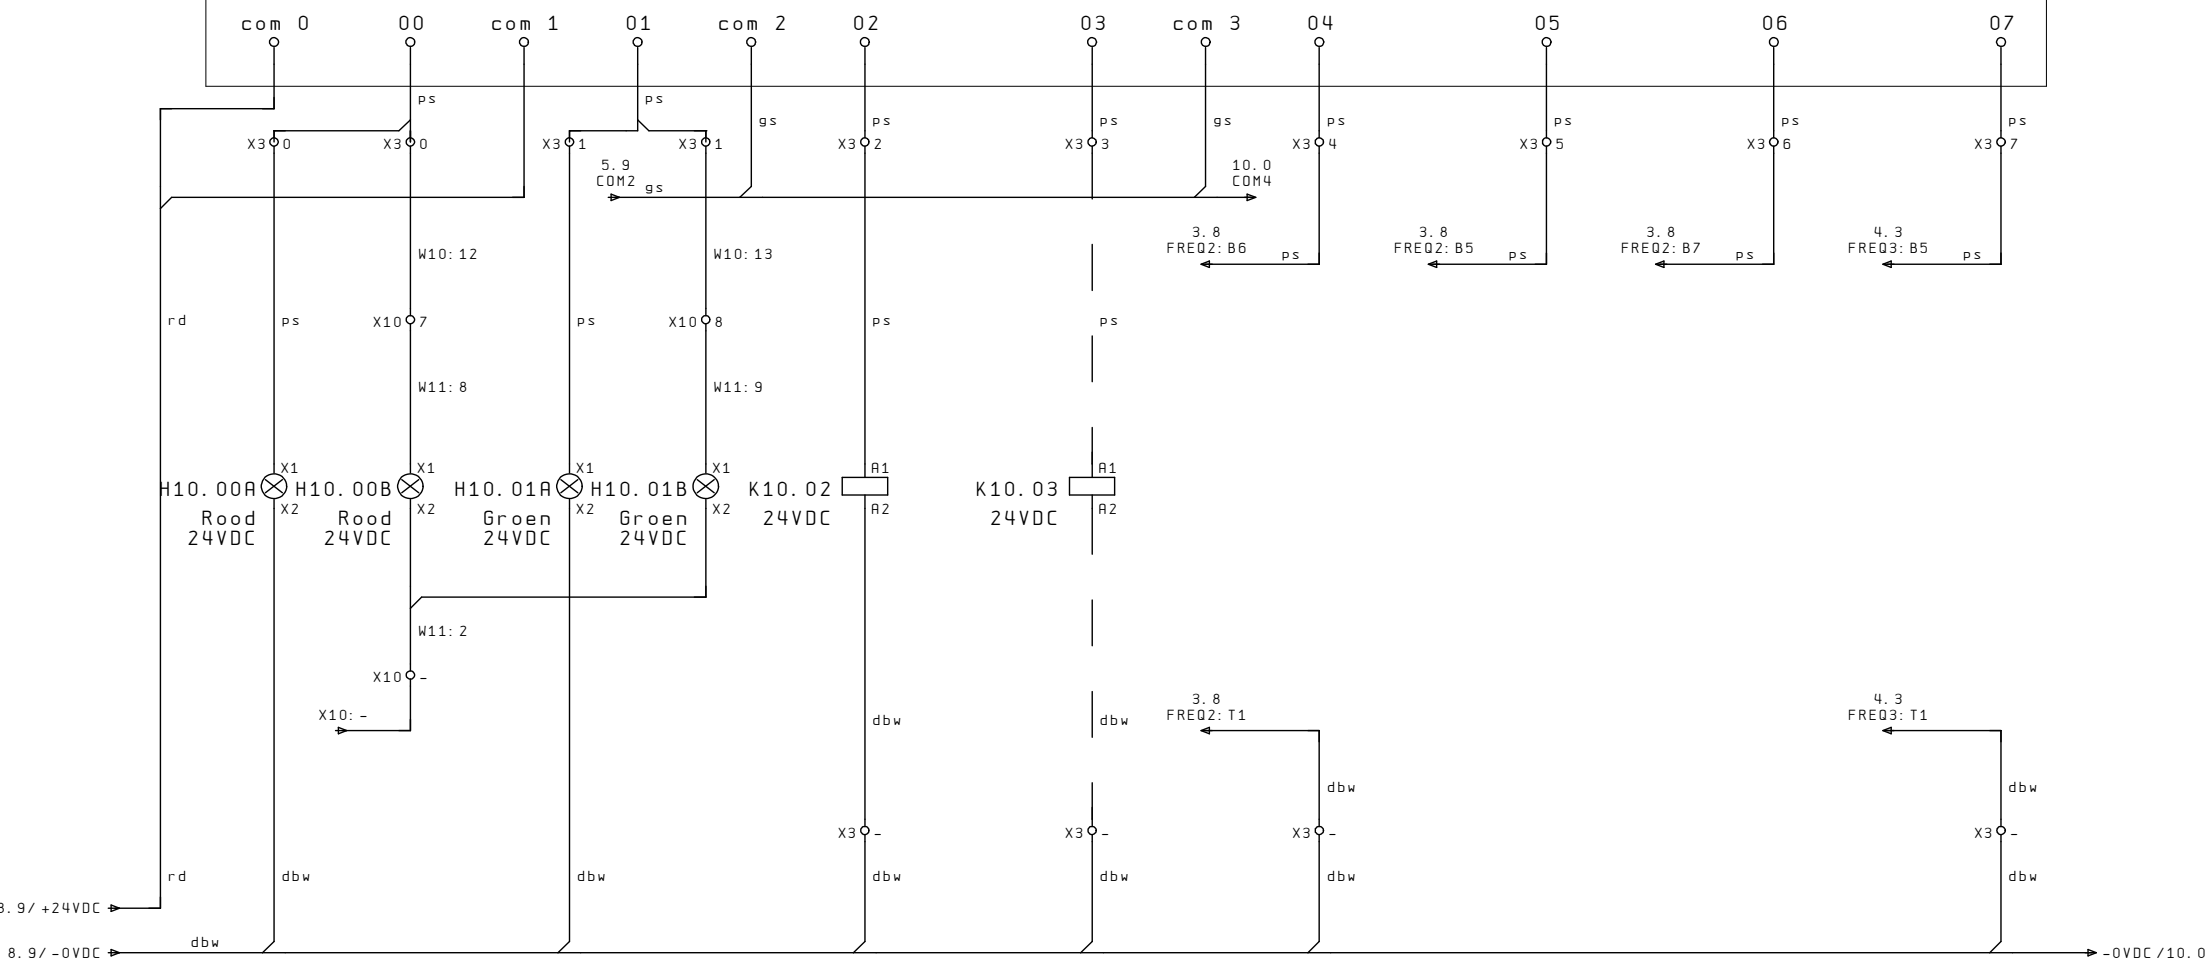 com 0 00 com 1 01 com 2 02 03 com 3 04 05 06 07
ps ps
gs ps ps gs ps ps ps ps
X3 0 X3 0 X3 1 X3 1 X3 2 X3 3 X3 4 X3 5 X3 6 X3 7
5.9 10.0
COM2 gs COM4
3.8 3.8 3.8 4.3
FREQ2:B6 ps FREQ2:B5 ps FREQ2:B7 ps FREQ3:B5 ps
W10:12 W10:13
rd ps X10 7 ps X10 8 ps ps
W11:8 W11:9
X1 X1 X1 X1 A1 A1
H10.00A H10.00B H10.01A H10.01B K10.02 K10.03
X2 X2 X2 X2 A2 A2
Rood Rood Groen Groen 24VDC 24VDC
24VDC 24VDC 24VDC 24VDC
W11:2
X10 -
3.8 4.3
X10:- dbw dbw FREQ2:T1 FREQ3:T1
dbw dbw
X3 - X3 - X3 - X3 -
rd dbw dbw dbw dbw dbw dbw
.9/+24VDC
dbw
8.9/-0VDC -0VDC/10.0